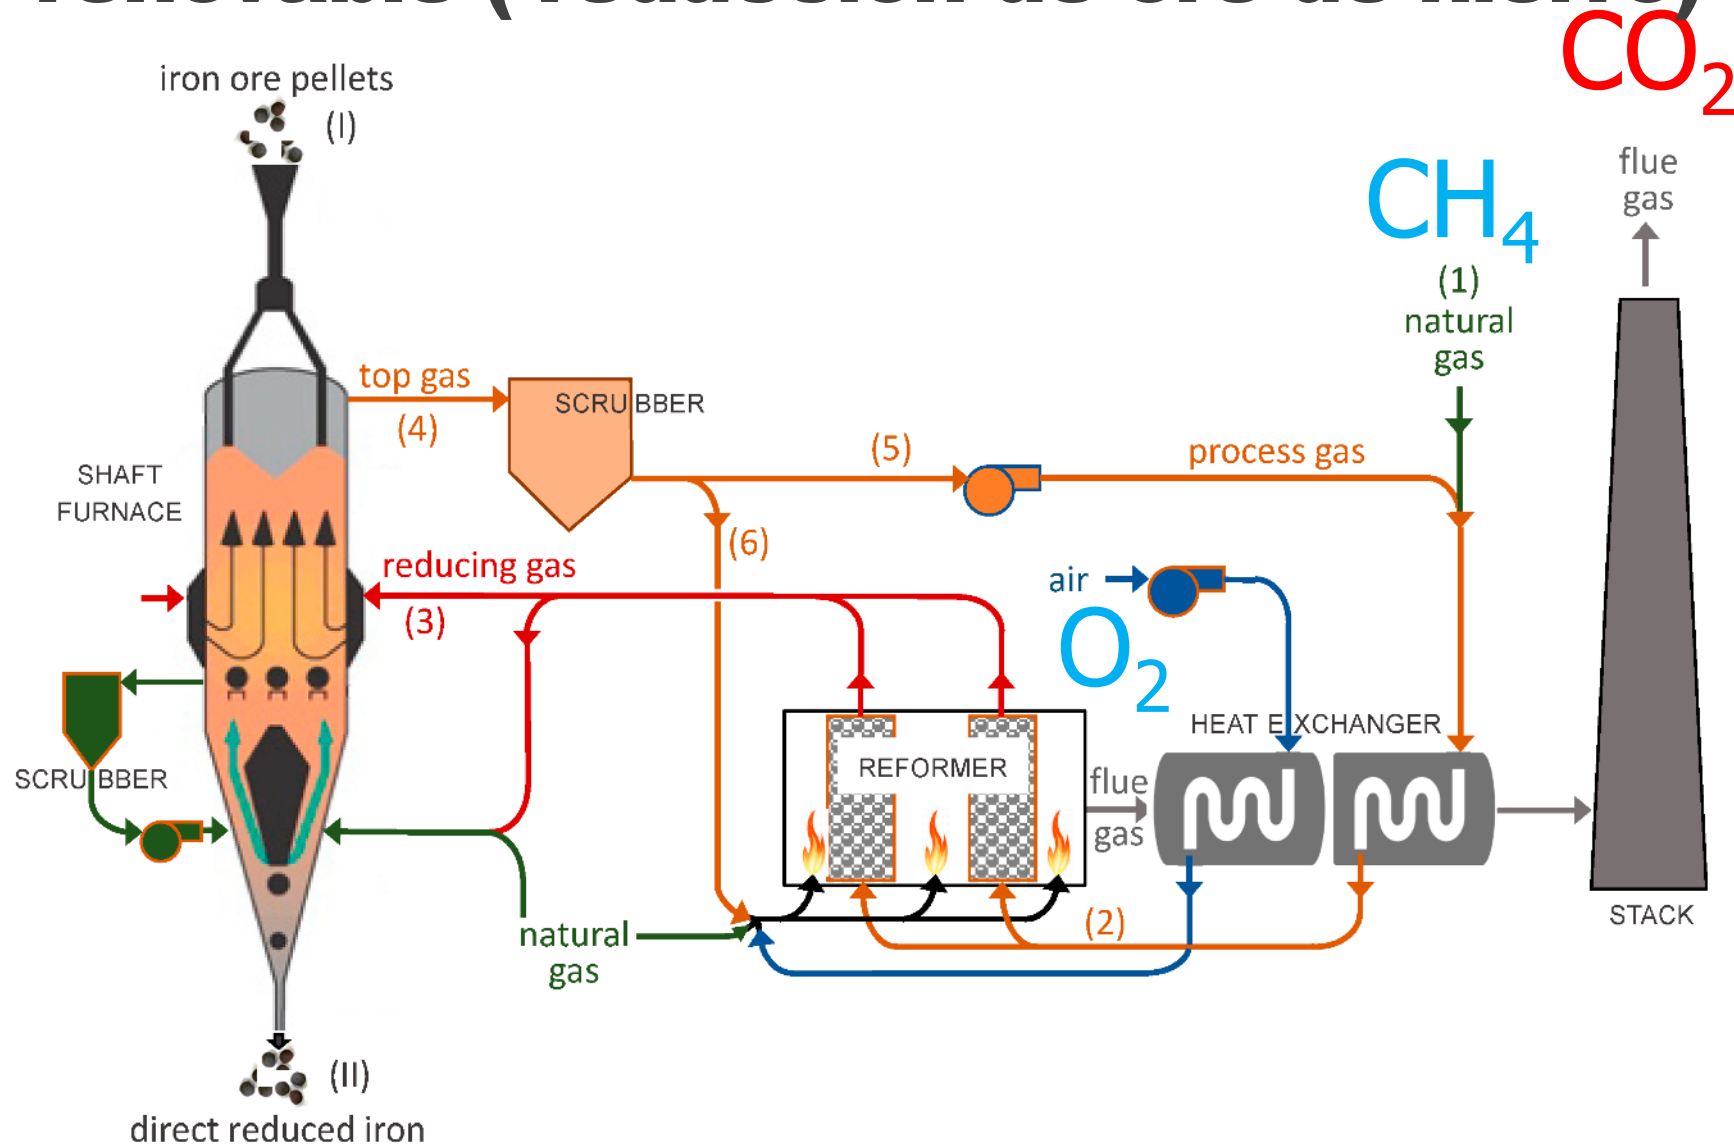 CO2
iron ore pellets
(I)
flue
gas
CH4
(1)
natural
gas
top gas
(4)
SCRUBBER
(5)
process gas
SHAFT
FURNACE
(6)
reducing gas
(3)
air
O2
HEAT EXCHANGER
REFORMER
flue
gas
SCRUBBER
(2)
natural
gas
STACK
(II)
direct reduced iron